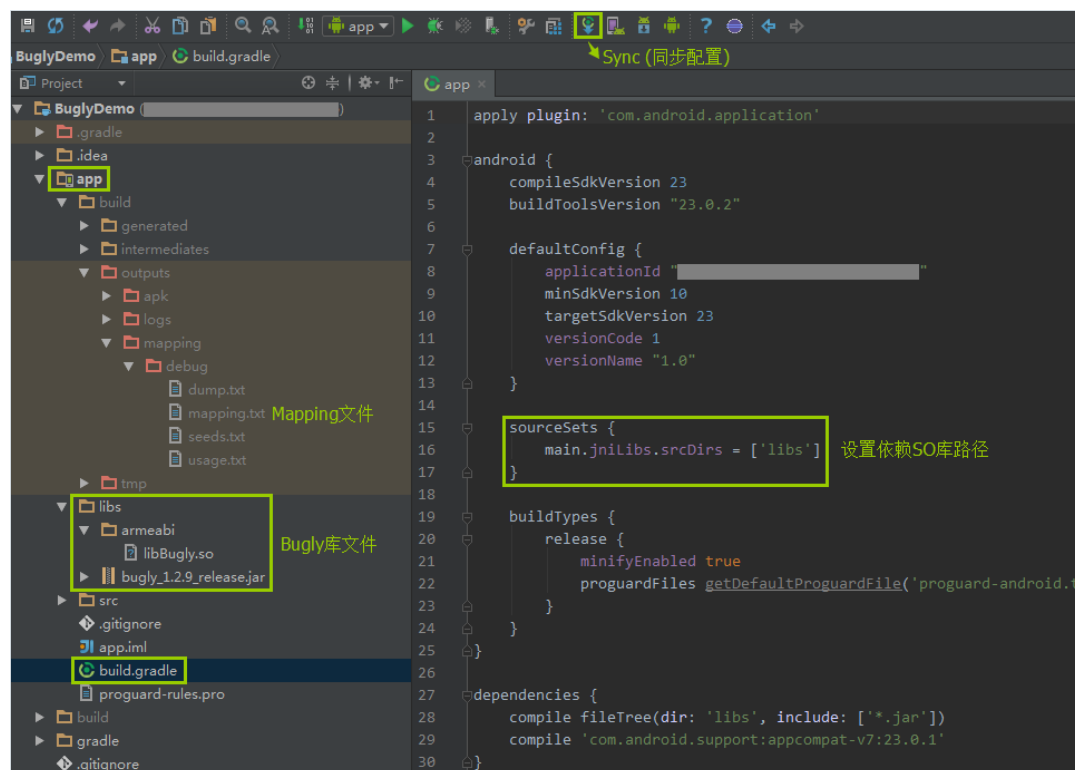 app
Sync (同步配置)
BuglyDemo
app
build.gradle
Project
app
BuglyDemo (
)
.gradle
.idea
app
build
generated
intermediates
outputs
apk
logs
mapping
debug
dump.txt
mapping.txt
Mapping文件
seeds.txt
usage.txt
tmp
libs
armeabi
libBugly.so
bugly_1.2.9_release.jar
Bugly库文件
src
.gitignore
app.iml
build.gradle
proguard-rules.pro
build
gradle
.gitignore
1 apply plugin: 'com.android.application'
2
3 android {
4 compileSdkVersion 23
5 buildToolsVersion "23.0.2"
6
7 defaultConfig {
8 applicationId " "
9 minSdkVersion 10
10 targetSdkVersion 23
11 versionCode 1
12 versionName "1.0"
13 }
14
15 sourceSets {
16 main.jniLibs.srcDirs = ['libs']
设置依赖SO库路径
17 }
18
19 buildTypes {
20 release {
21 minifyEnabled true
22 proguardFiles getDefaultProguardFile('proguard-android.
23 }
24 }
25 }
26
27 dependencies {
28 compile fileTree(dir: 'libs', include: ['*.jar'])
29 compile 'com.android.support:appcompat-v7:23.0.1'
30 }